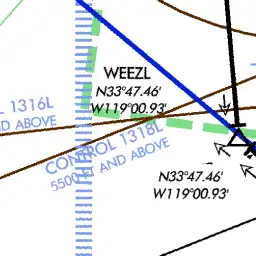 WEEZL
N33°47.46'
W119°00.93'
L 1316L
D ABOVE
CONTROL 1318L
5500 FT AND ABOVE
N33°47.46'
W119°00.93'